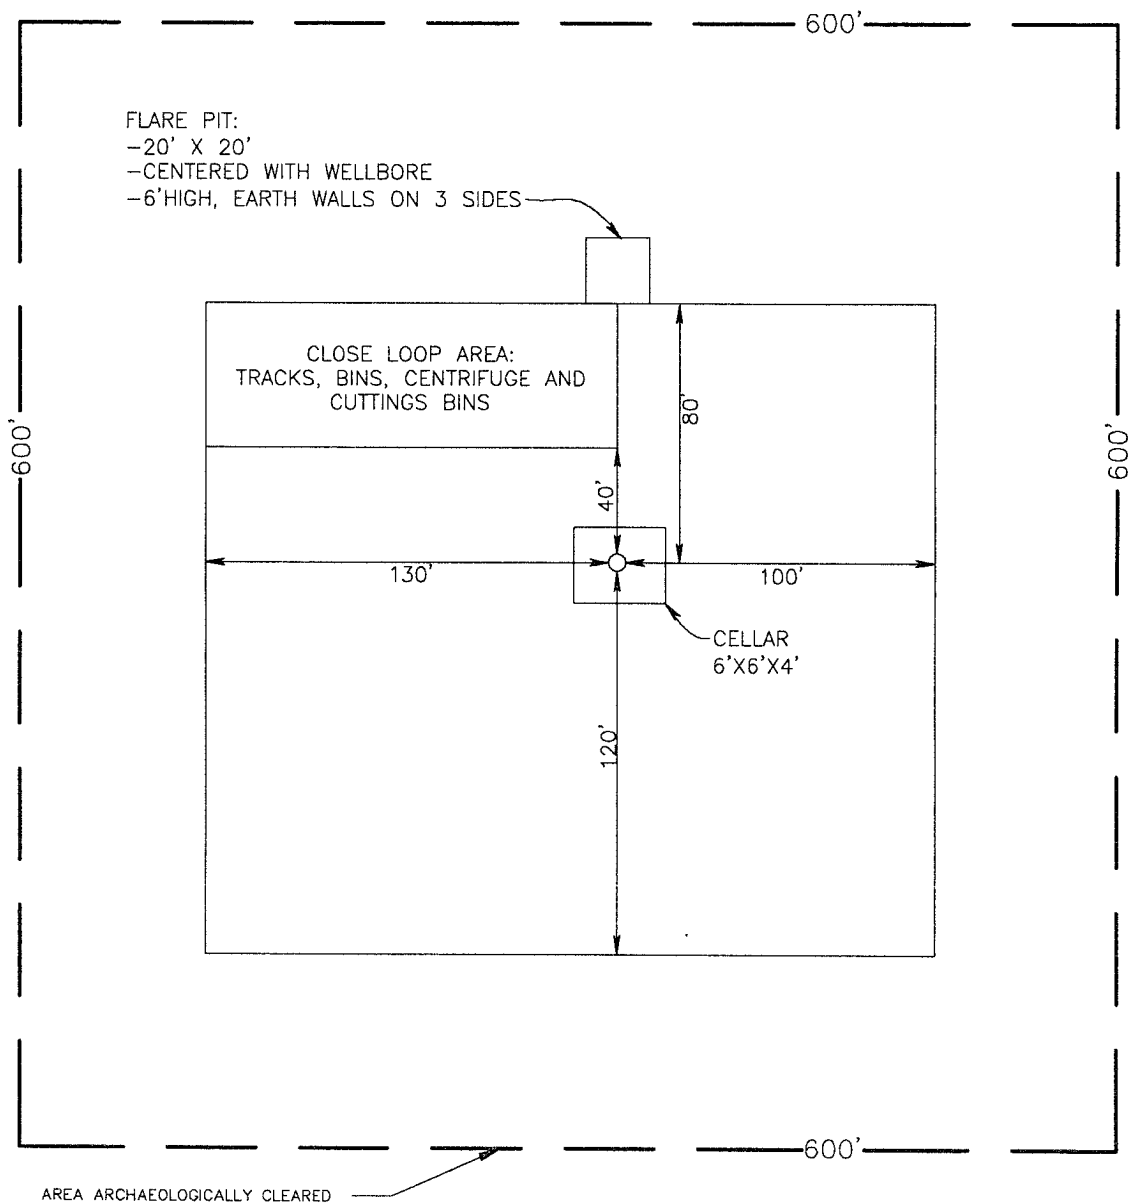 600'
FLARE PIT:
-20' X 20'
-CENTERED WITH WELLBORE
-6'HIGH, EARTH WALLS ON 3 SIDES
CLOSE LOOP AREA:
TRACKS, BINS, CENTRIFUGE AND
CUTTINGS BINS
80'
600'
600'
40'
130'
100'
CELLAR
6'X6'X4'
120'
600'
AREA ARCHAEOLOGICALLY CLEARED